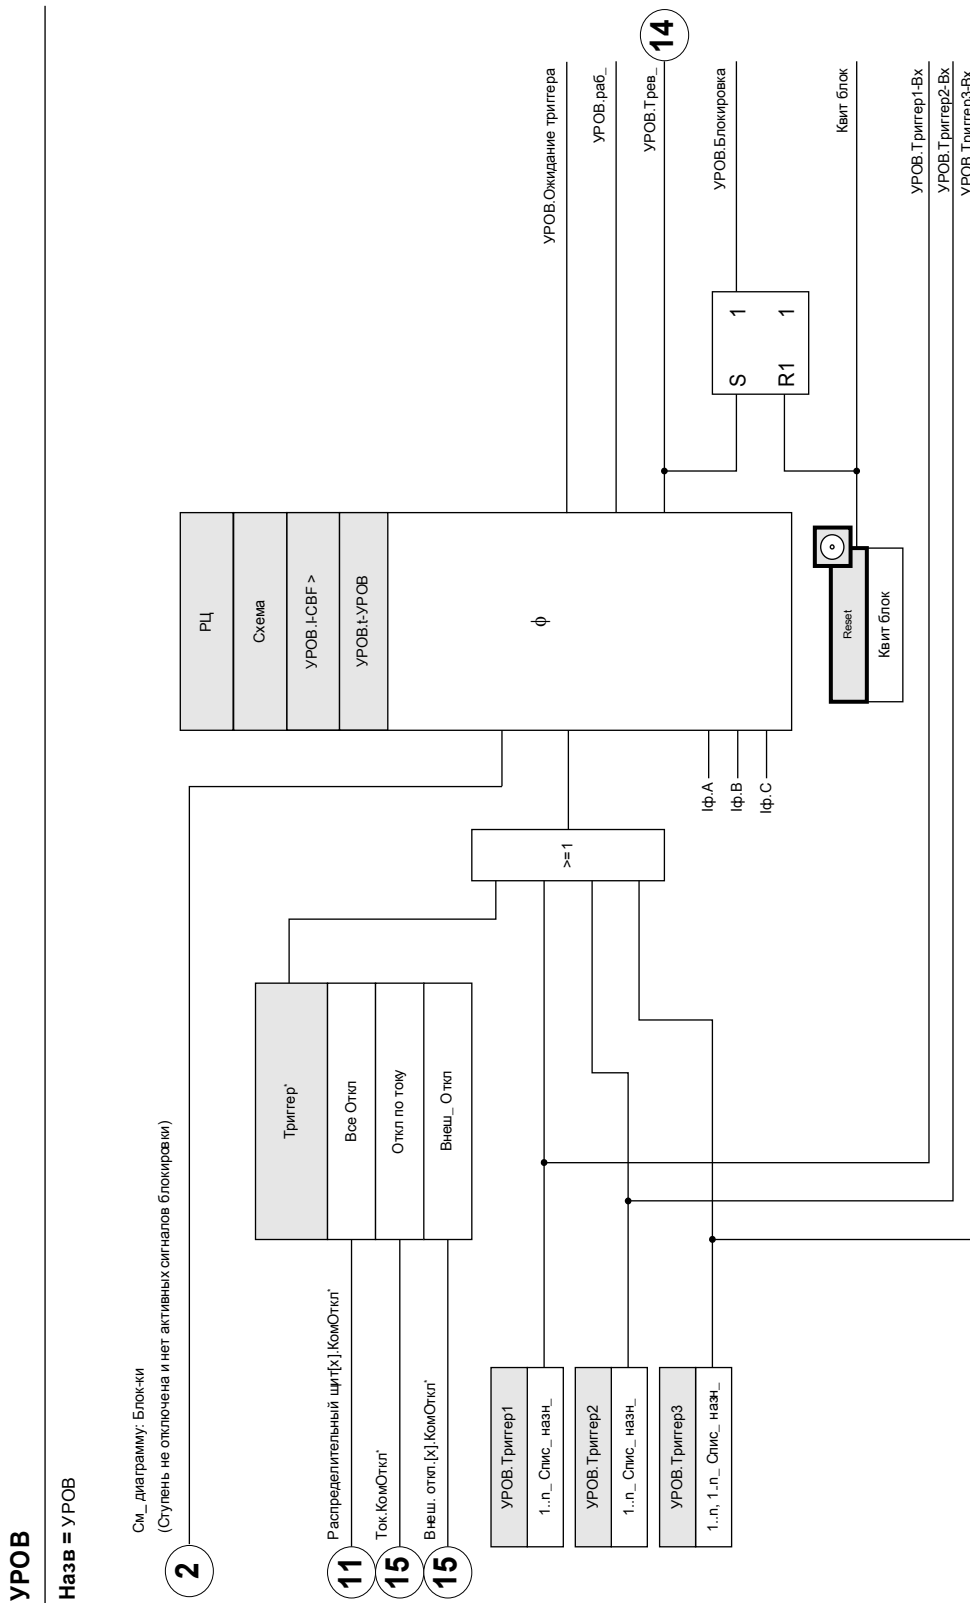 УРОВ
Назв = УРОВ
См_ диаграмму: Блок-ки
(Ступень не отключена и нет активных сигналов блокировки)
2
Распределительный щит[x].КомОткл*
11
Ток.КомОткл*
15
Внеш. откл.[x].КомОткл*
15
Триггер*
Все Откл
Откл по току
Внеш_ Откл
УРОВ.Триггер1
1..n_ Спис_ назн_
УРОВ.Триггер2
1..n_ Спис_ назн_
УРОВ.Триггер3
1..n, 1..n_ Спис_ назн_
>=1
Iф.A
Iф.B
Iф.C
РЦ
Схема
УРОВ.I-CBF >
УРОВ.t-УРОВ
ф
Reset
Квит блок
S 1
R1 1
УРОВ.Ожидание триггера
УРОВ.раб_
УРОВ.Трев_
14
УРОВ.Блокировка
Квит блок
УРОВ.Триггер1-Вх
УРОВ.Триггер2-Вх
УРОВ.Триггер3-Вх